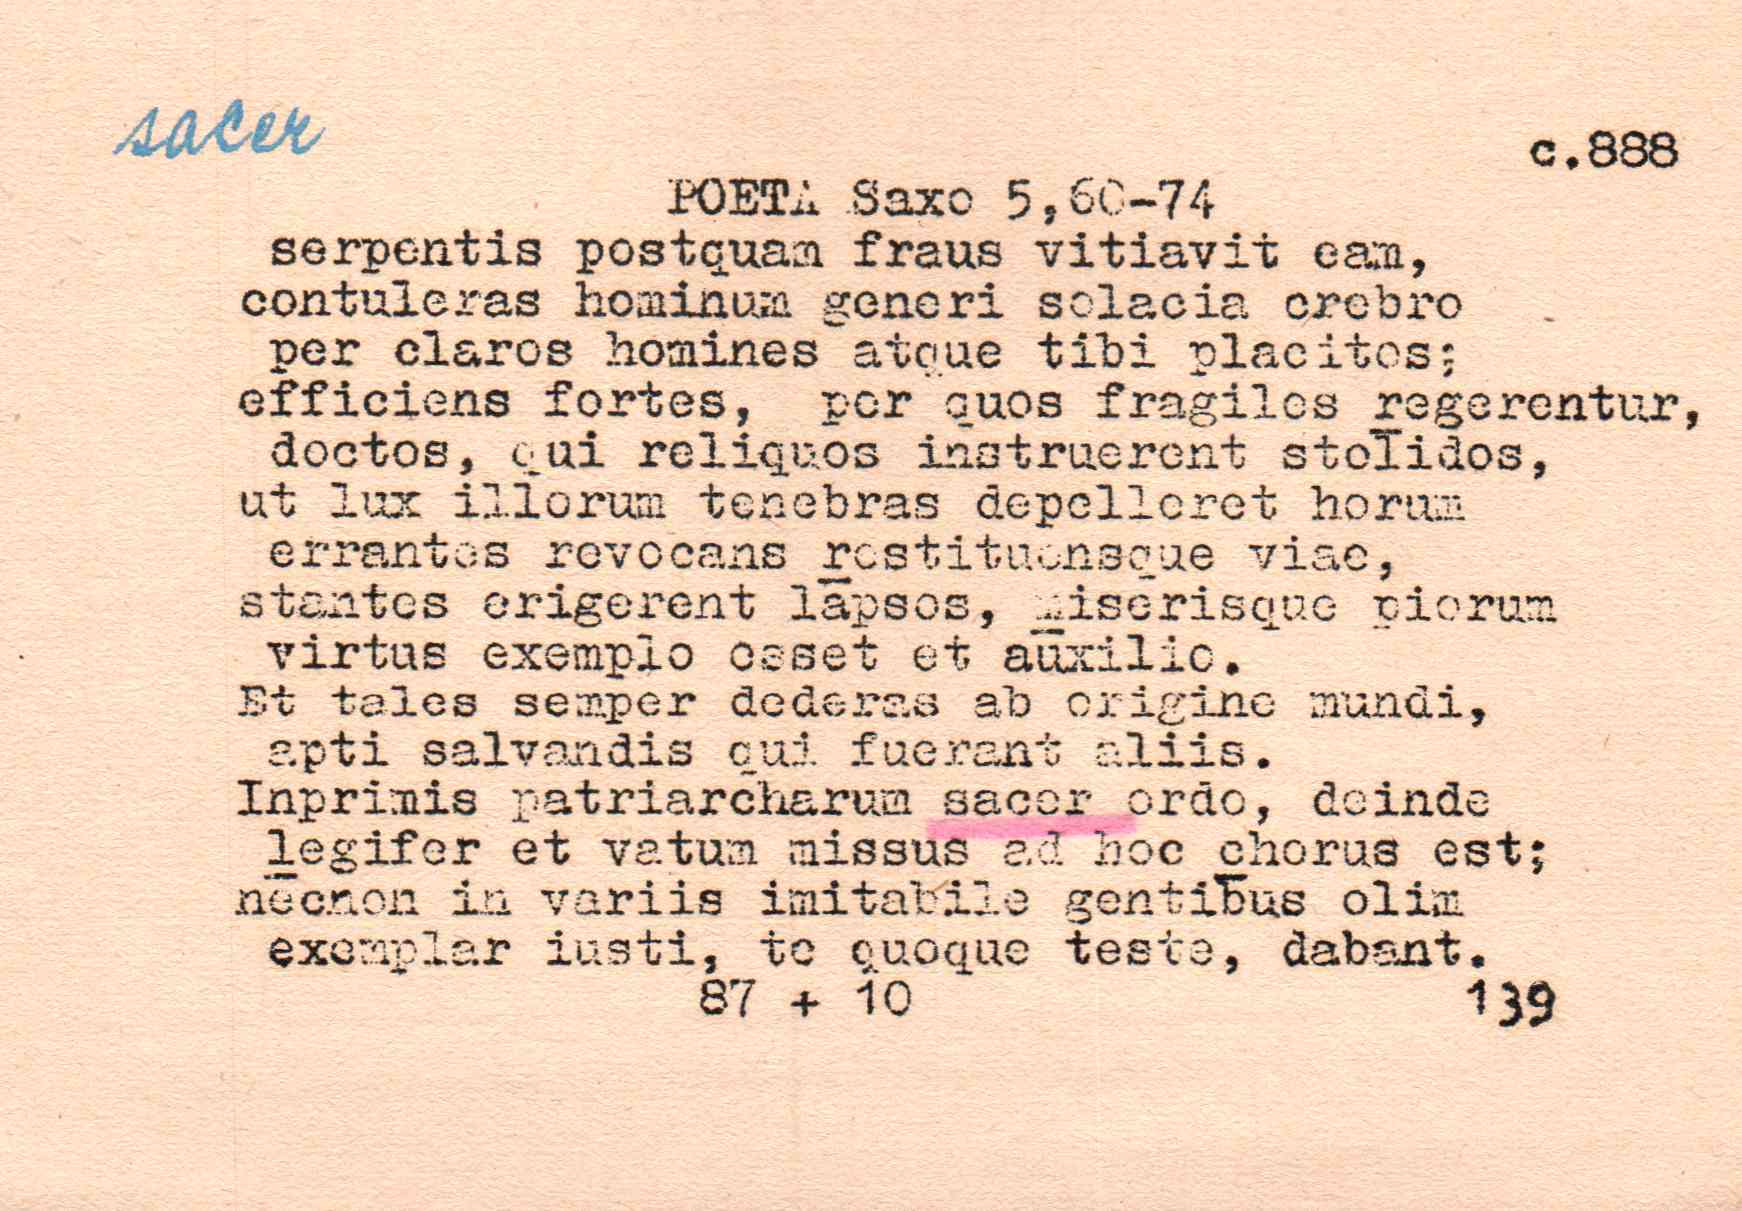 sacer
c.888
POETA Saxo 5,60-74
serpentis postquam fraus vitiavit eam,
contuleras hominum generi solacia crebro
per claros homines atque tibi placitos;
efficiens fortes, per quos fragiles regerentur,
doctos, qui reliquos instruerent stolidos,
ut lux illorum tenebras depelleret horum
errantes revocans restituensque viae,
stantes erigerent lapsos, miserisque piorum
virtus exemplo esset et auxilio.
Et tales semper dederas ab origine mundi,
apti salvandis qui fuerant aliis.
Inprimis patriarcharum sacer ordo, deinde
legifer et vatum missus ad hoc chorus est;
necnon in variis imitabile gentibus olim
exemplar iusti, te quoque teste, dabant.
87 + 10 139